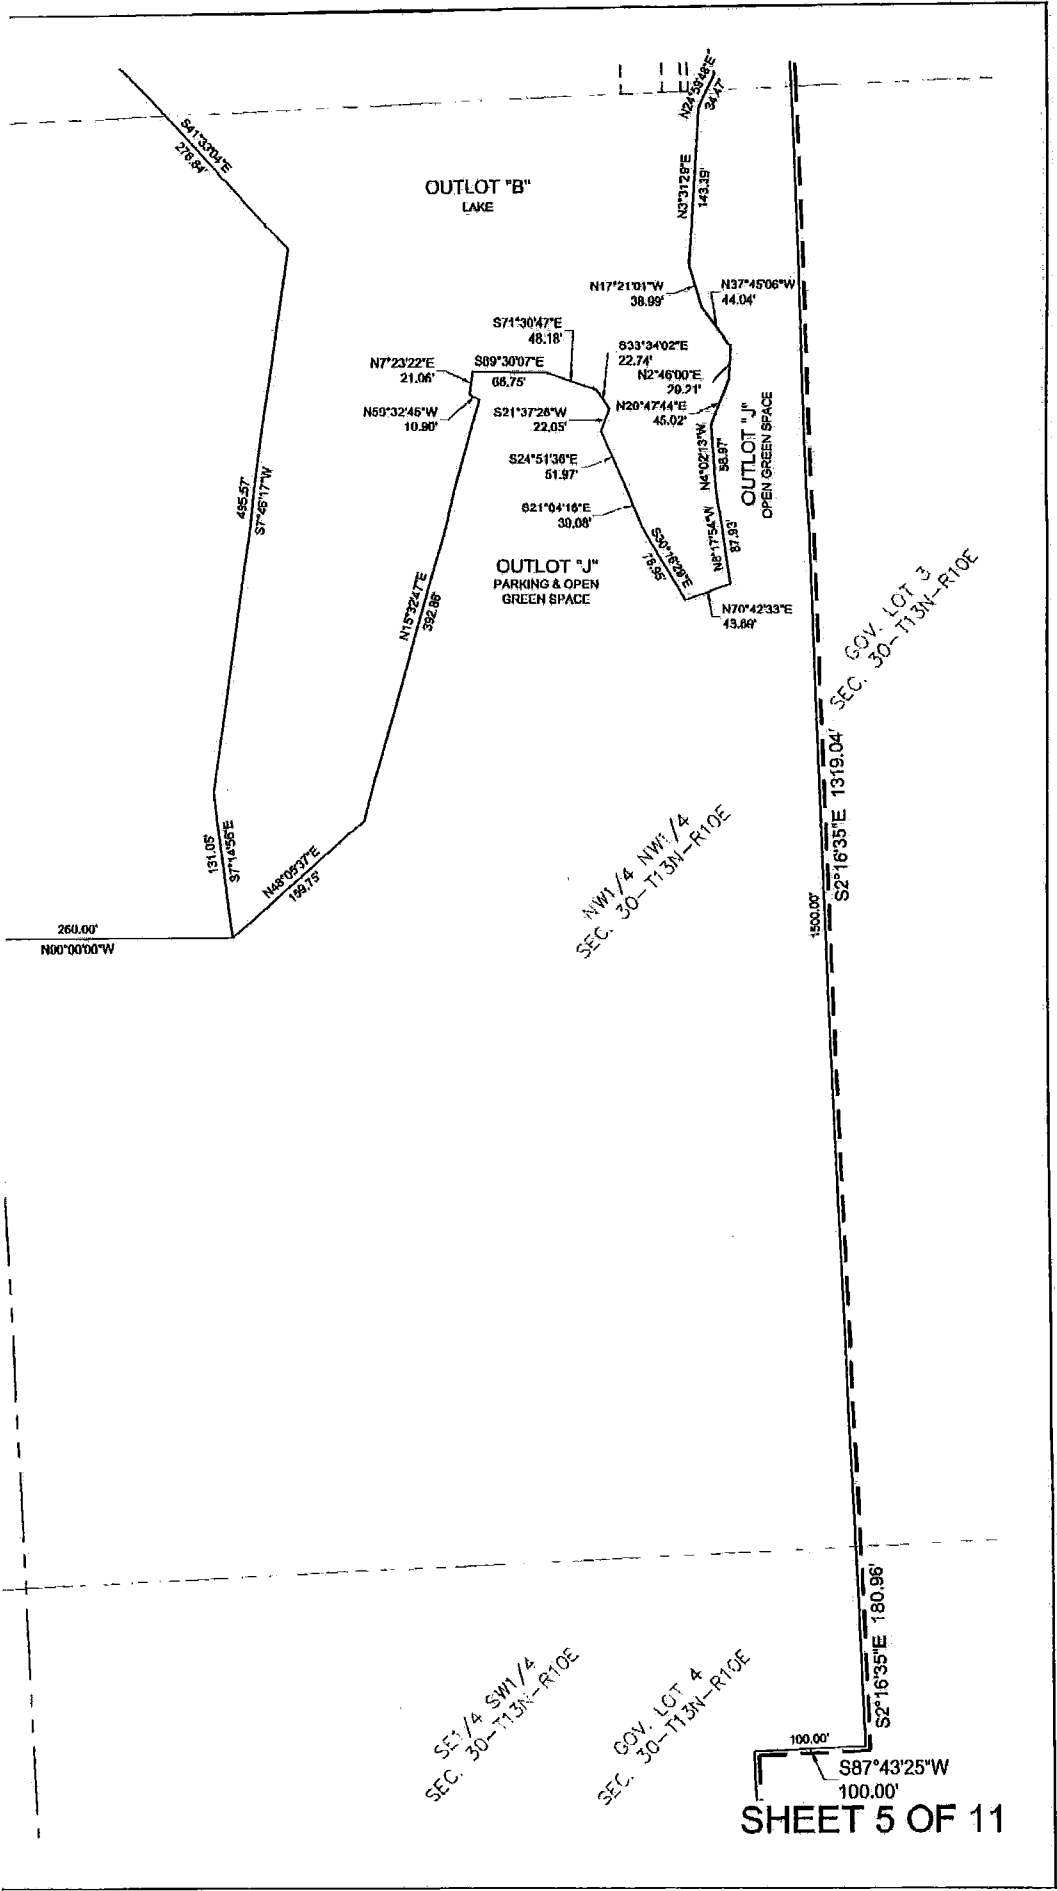 N24°59'48"E
34.47'
S41°33'04"E
276.84'
OUTLOT "B"
LAKE
N3°31'29"E
143.39'
N17°21'01"W
38.99'
N37°45'06"W
44.04'
S71°30'47"E
48.18'
S33°34'02"E
22.74'
N7°23'22"E
21.06'
S89°30'07"E
66.75'
N2°46'00"E
20.21'
N59°32'45"W
10.90'
S21°37'26"W
22.05'
N20°47'44"E
45.02'
OUTLOT "J"
OPEN GREEN SPACE
N4°02'13"W
58.97'
S24°51'36"E
51.97'
495.57'
S7°46'17"W
S21°04'16"E
39.08'
S30°16'29"E
76.95'
N8°17'54"W
87.93'
OUTLOT "J"
PARKING & OPEN
GREEN SPACE
N15°32'47"E
392.86'
N70°42'33"E
43.69'
GOV. LOT 3
SEC. 30-T13N-R10E
S2°16'35"E 1319.04'
131.05'
S7°14'56"E
N48°05'37"E
159.75'
NW1/4 NW1/4
SEC. 30-T13N-R10E
1500.00'
260.00'
N00°00'00"W
S2°16'35"E 180.96'
SE1/4 SW1/4
SEC. 30-T13N-R10E
GOV. LOT 4
SEC. 30-T13N-R10E
100.00'
S87°43'25"W
100.00'
SHEET 5 OF 11